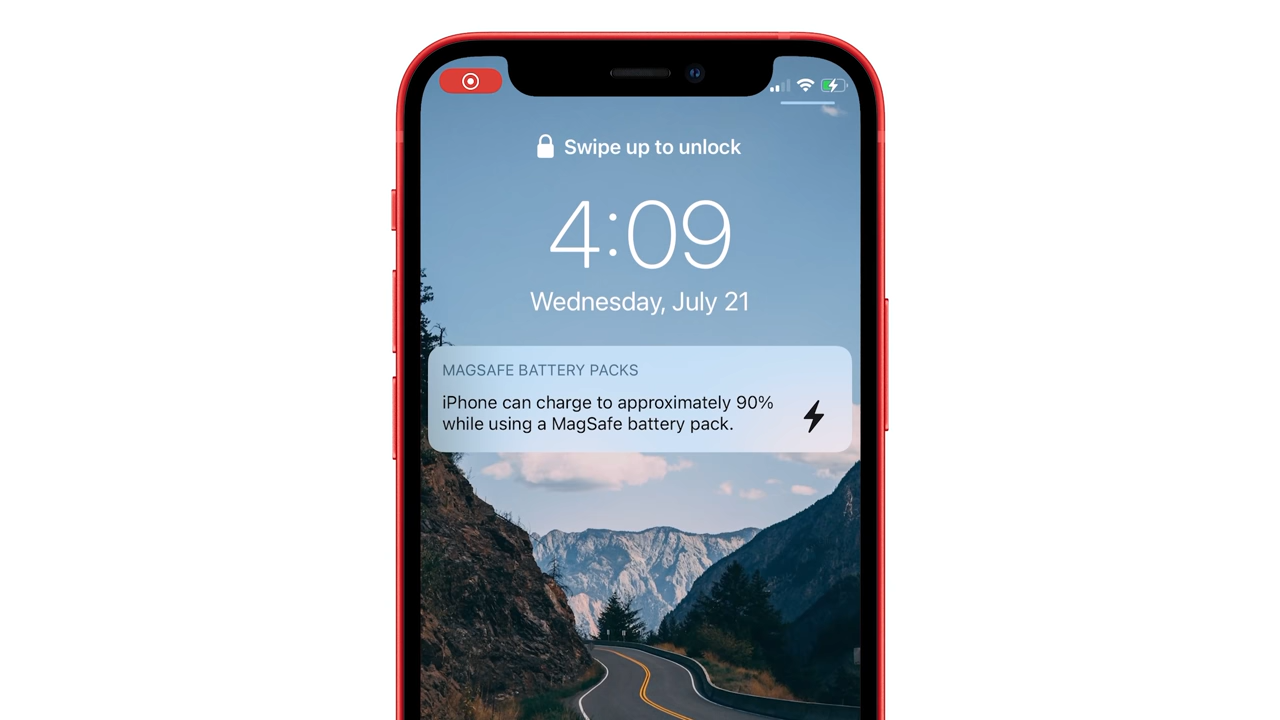 Swipe up to unlock
4:09
Wednesday, July 21
MAGSAFE BATTERY PACKS
iPhone can charge to approximately 90%
while using a MagSafe battery pack.